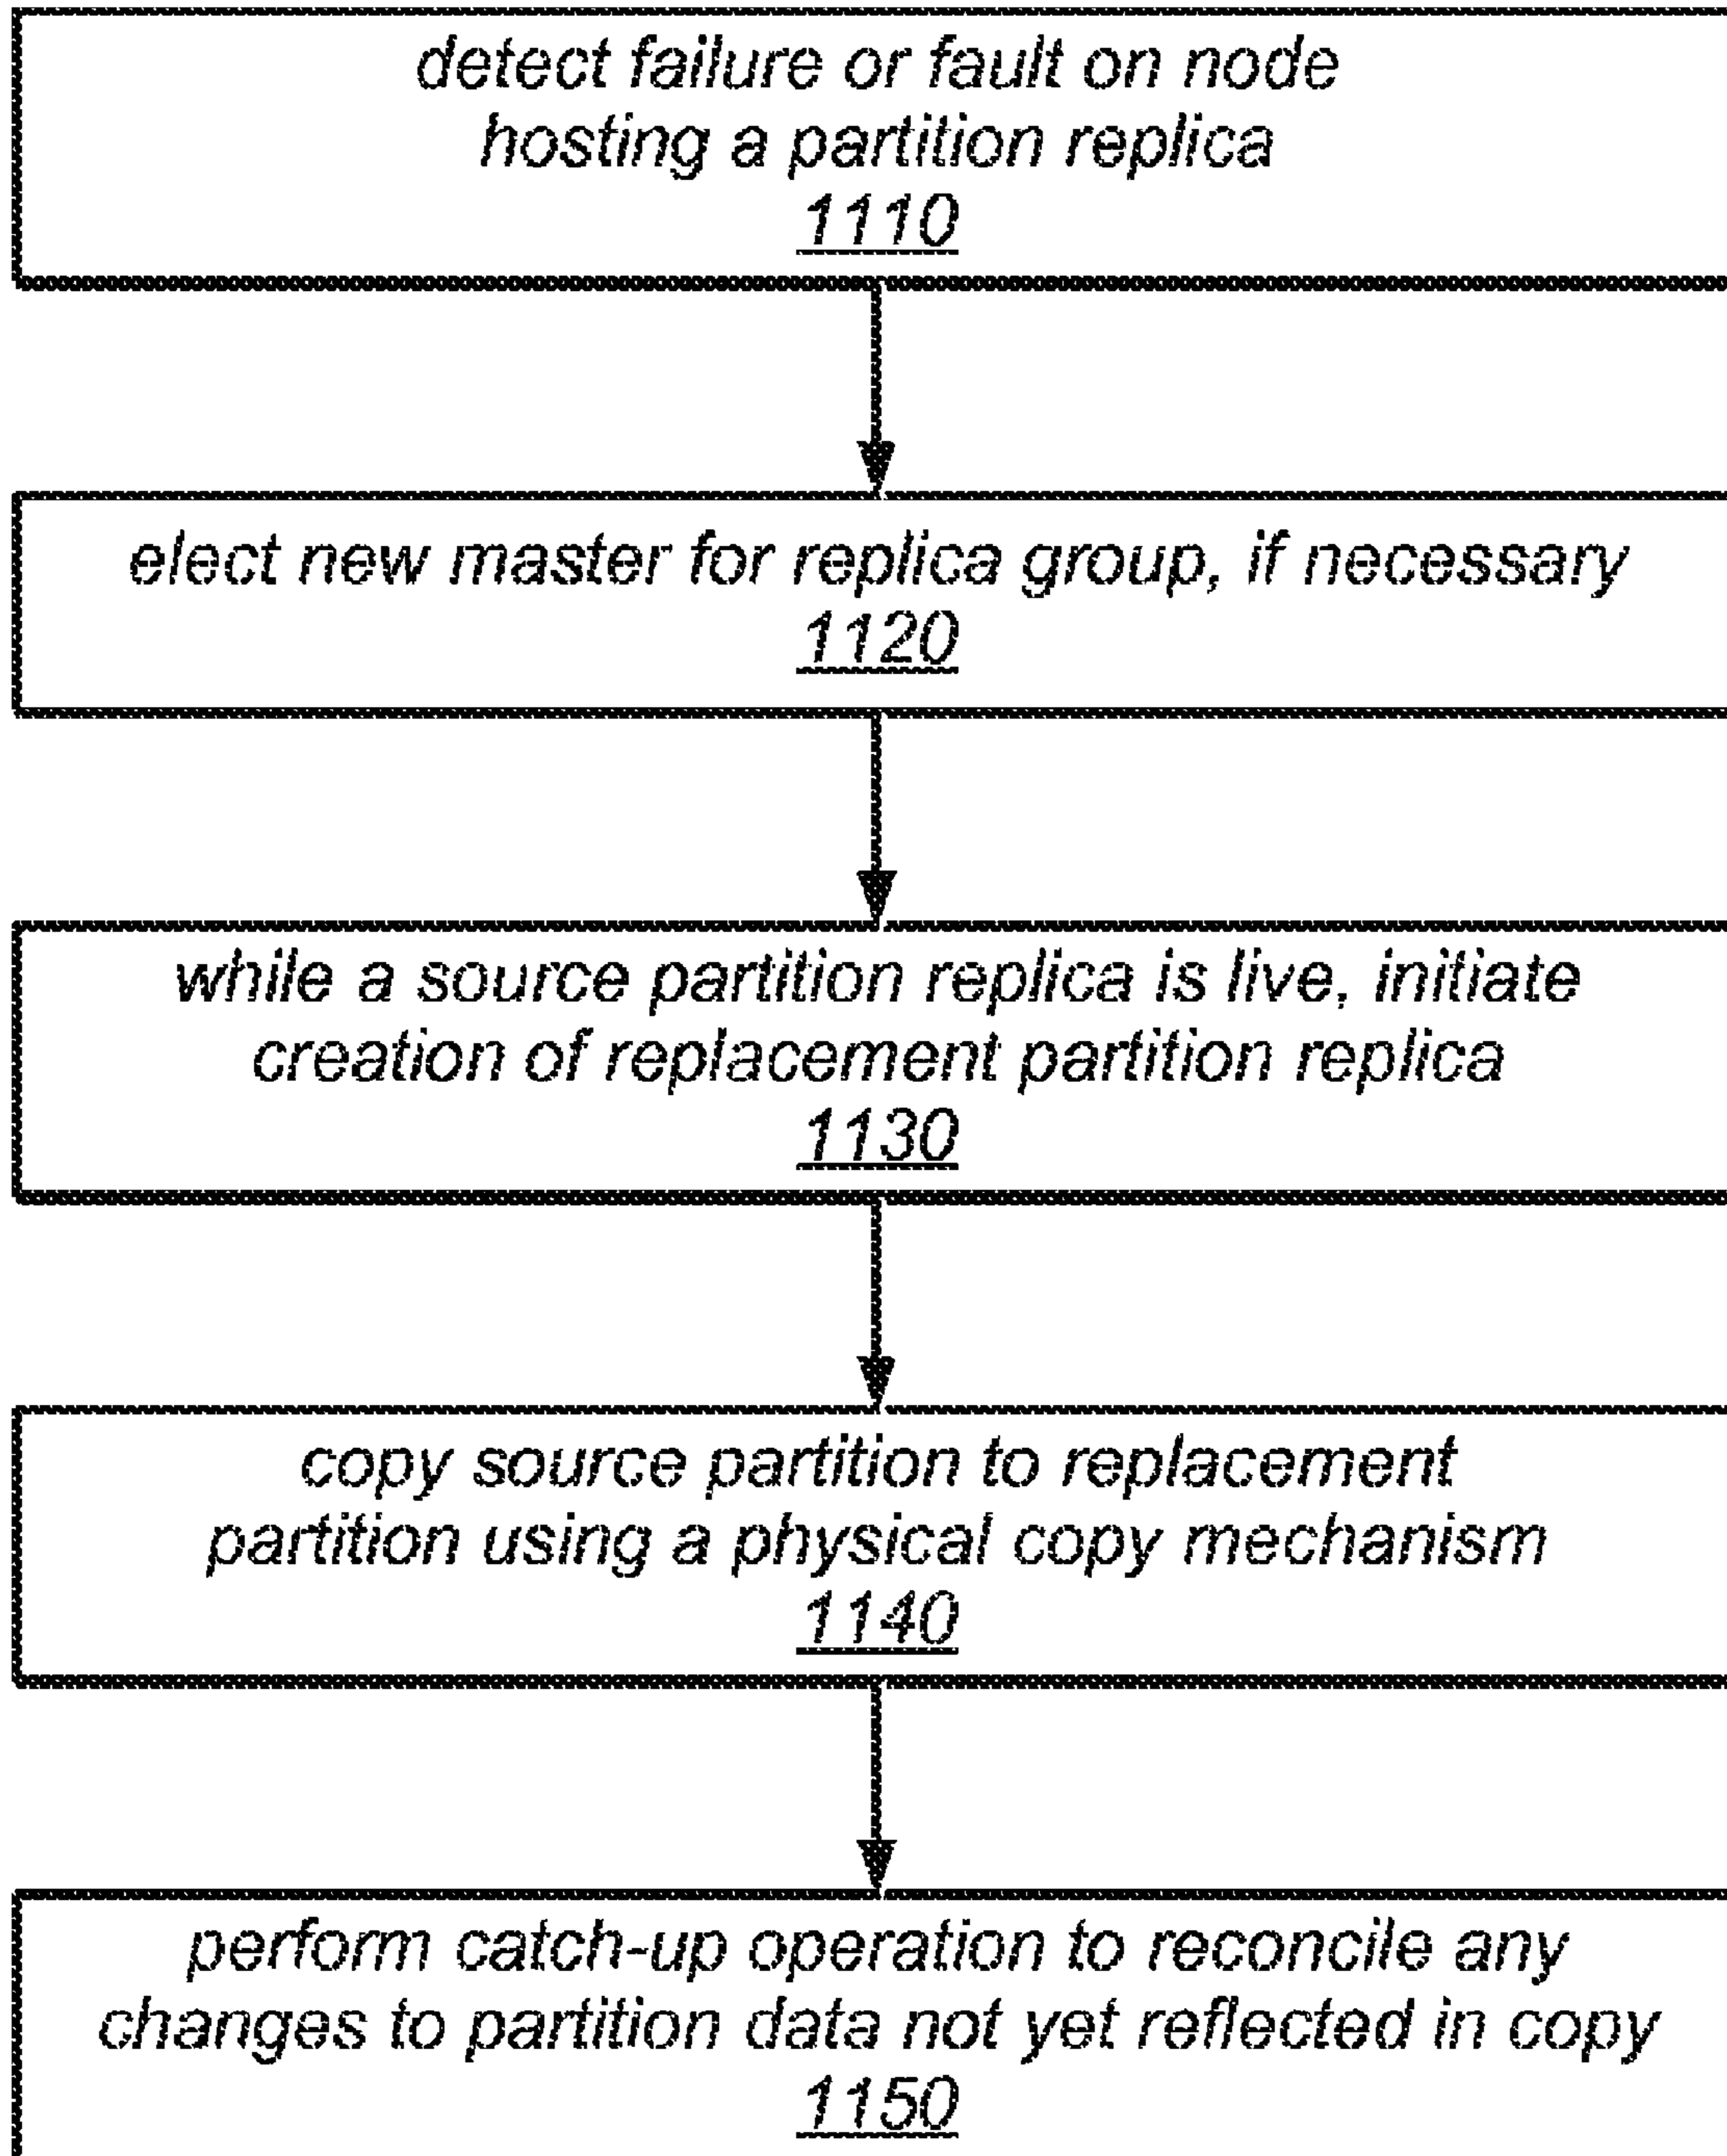 detect failure or fault on node
hosting a partition replica
1110
elect new master for replica group, if necessary
1120
while a source partition replica is live, initiate
creation of replacement partition replica
1130
copy source partition to replacement
partition using a physical copy mechanism
1140
perform catch-up operation to reconcile any
changes to partition data not yet reflected in copy
1150